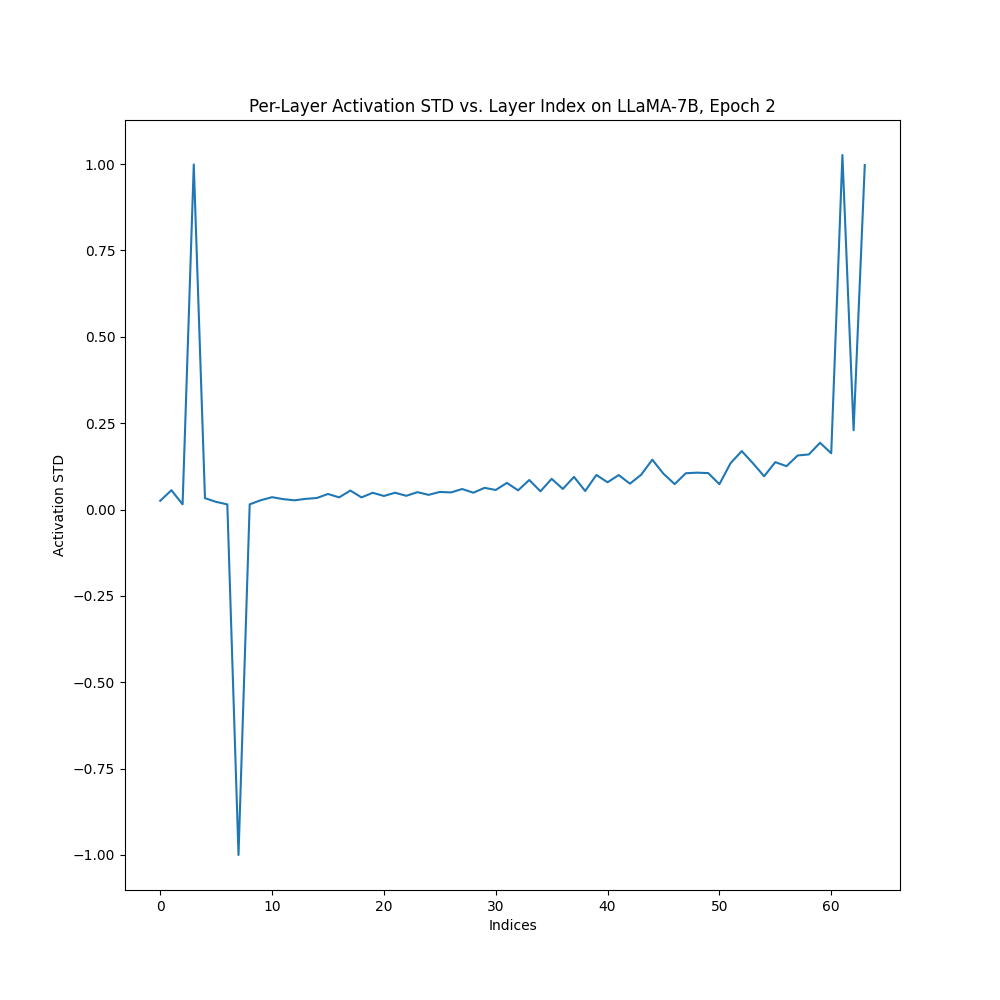 Per-Layer Activation STD vs. Layer Index on LLaMA-7B, Epoch 2
1.00
0.75
0.50
0.25
0.00
−0.25
−0.50
−0.75
−1.00
Activation STD
0 10 20 30 40 50 60
Indices